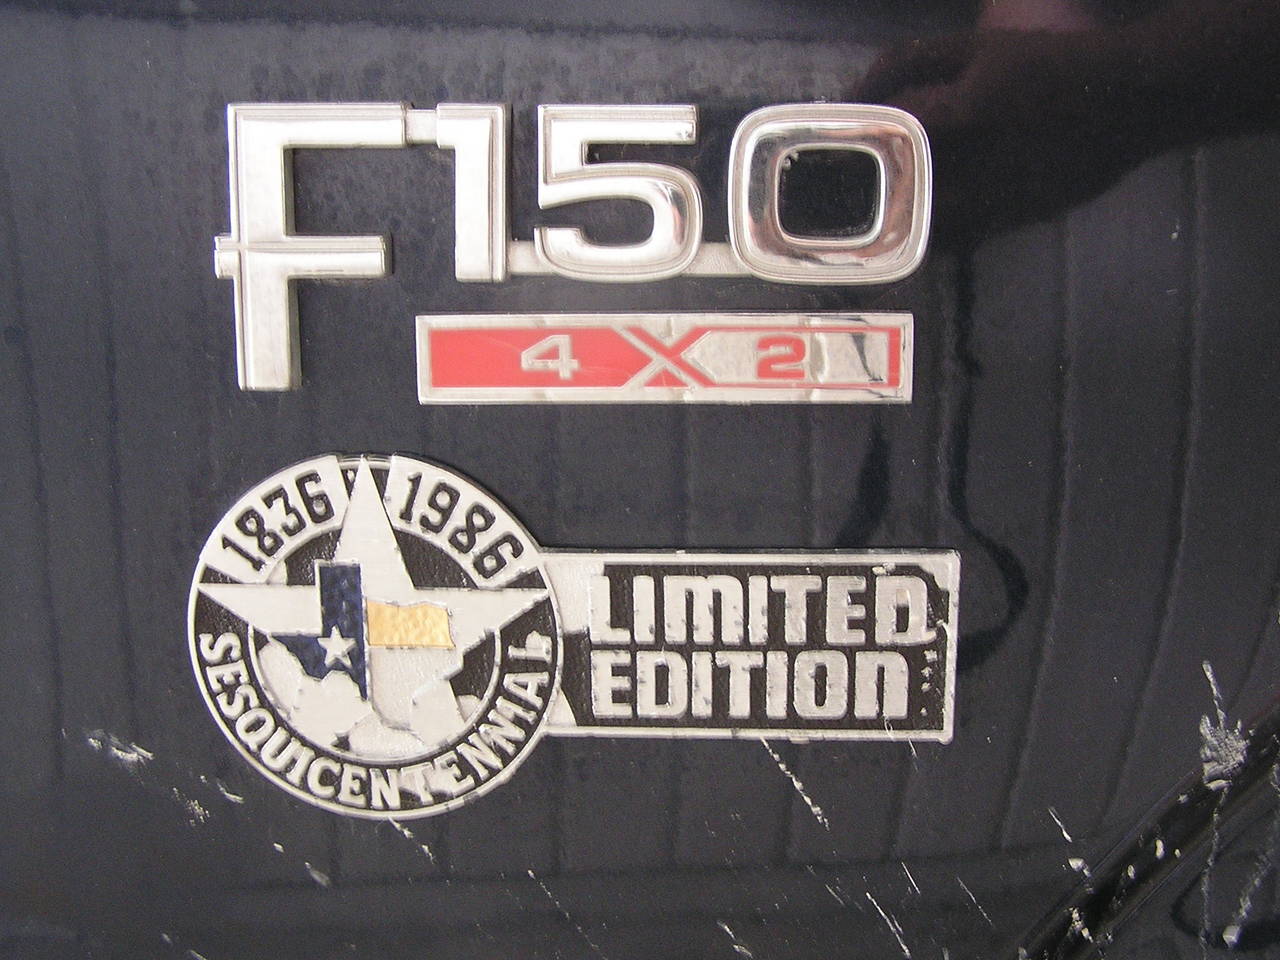 F150
4X2
1836 1986
SESQUICENTENNIAL
LIMITED
EDITION